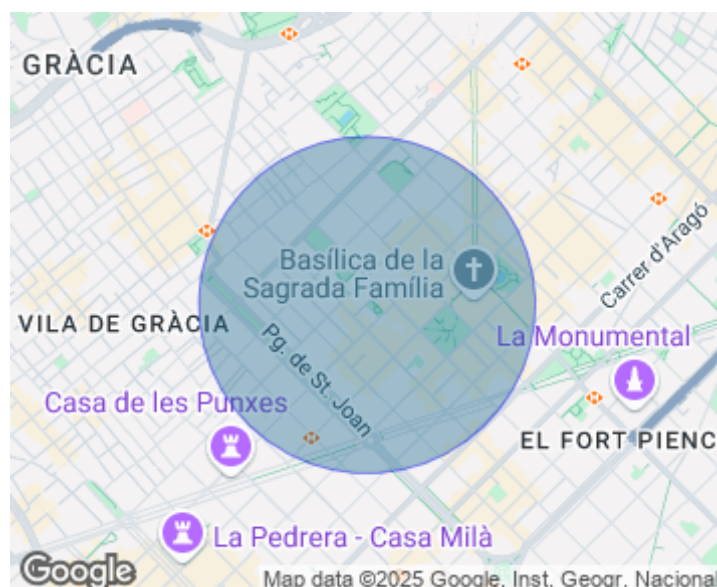 GRÀCIA
Basílica de la
Sagrada Família
Carrer d'Aragó
VILA DE GRÀCIA
Pg. de St. Joan
La Monumental
Casa de les Punxes
EL FORT PIENC
La Pedrera - Casa Milà
Google
Map data ©2025 Google, Inst. Geogr. Nacional